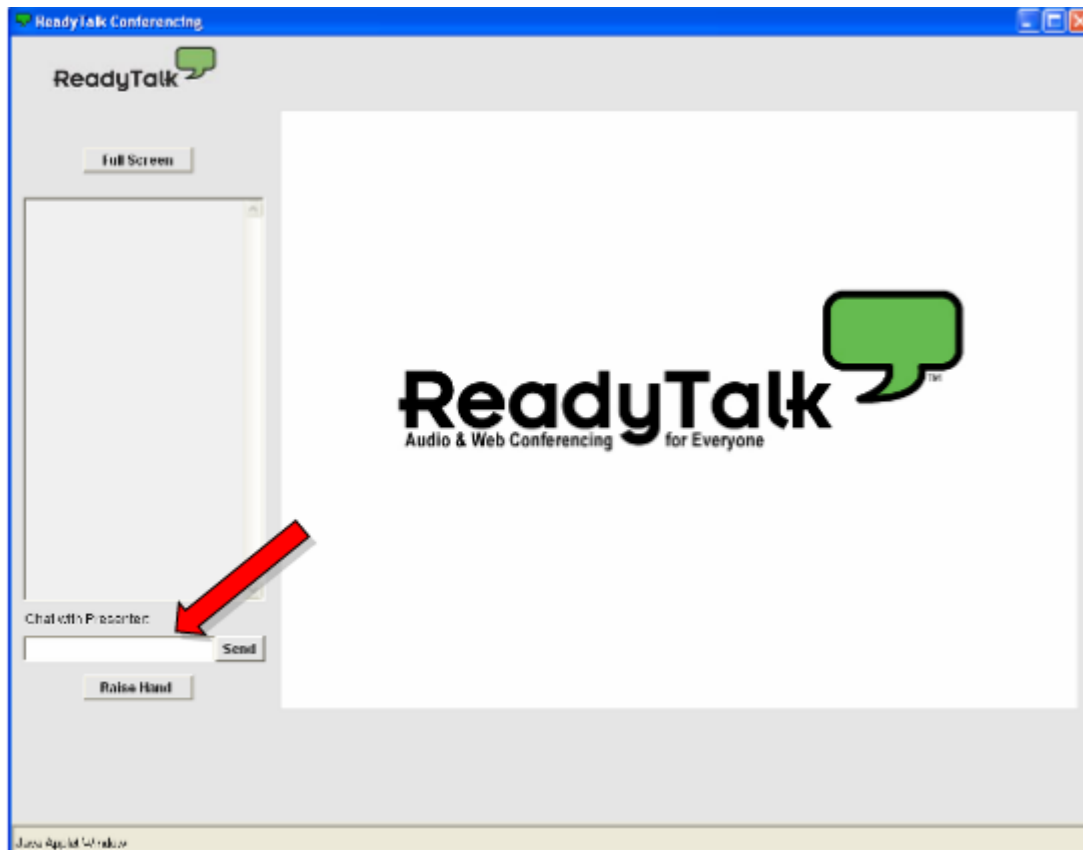 ReadyTalk Conferencing
ReadyTalk
Full Screen
ReadyTalk
TM
Audio & Web Conferencing for Everyone
Chat with Presenter:
Send
Raise Hand
Java Applet Window